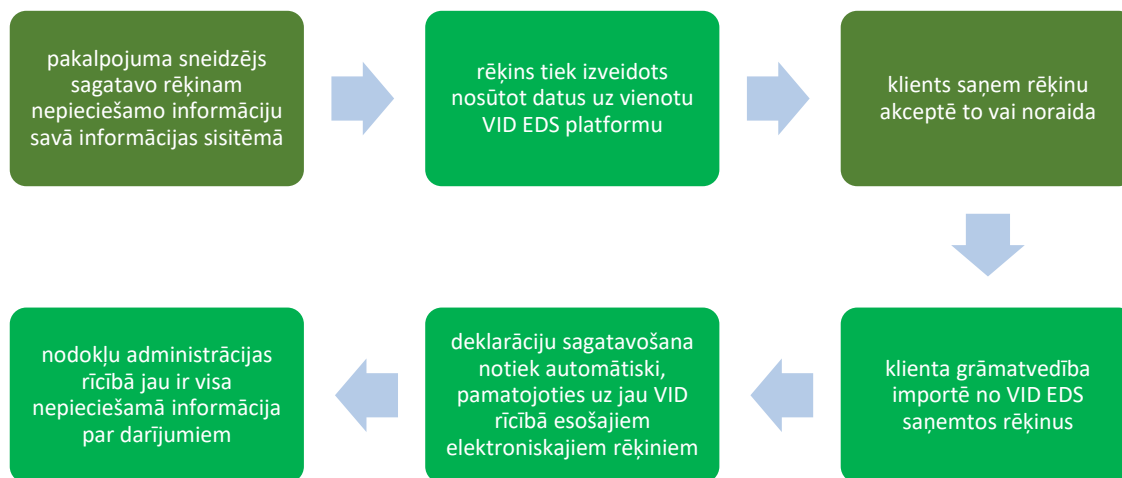 pakalpojuma sneidzējs
sagatavo rēķinam
nepieciešamo informāciju
savā informācijas sisitēmā
rēķins tiek izveidots
nosūtot datus uz vienotu
VID EDS platformu
klients saņem rēķinu
akceptē to vai noraida
klienta grāmatvedība
importē no VID EDS
saņemtos rēķinus
deklarāciju sagatavošana
notiek automātiski,
pamatojoties uz jau VID
rīcībā esošajiem
elektroniskajiem rēķiniem
nodokļu administrācijas
rīcībā jau ir visa
nepieciešamā informācija
par darījumiem